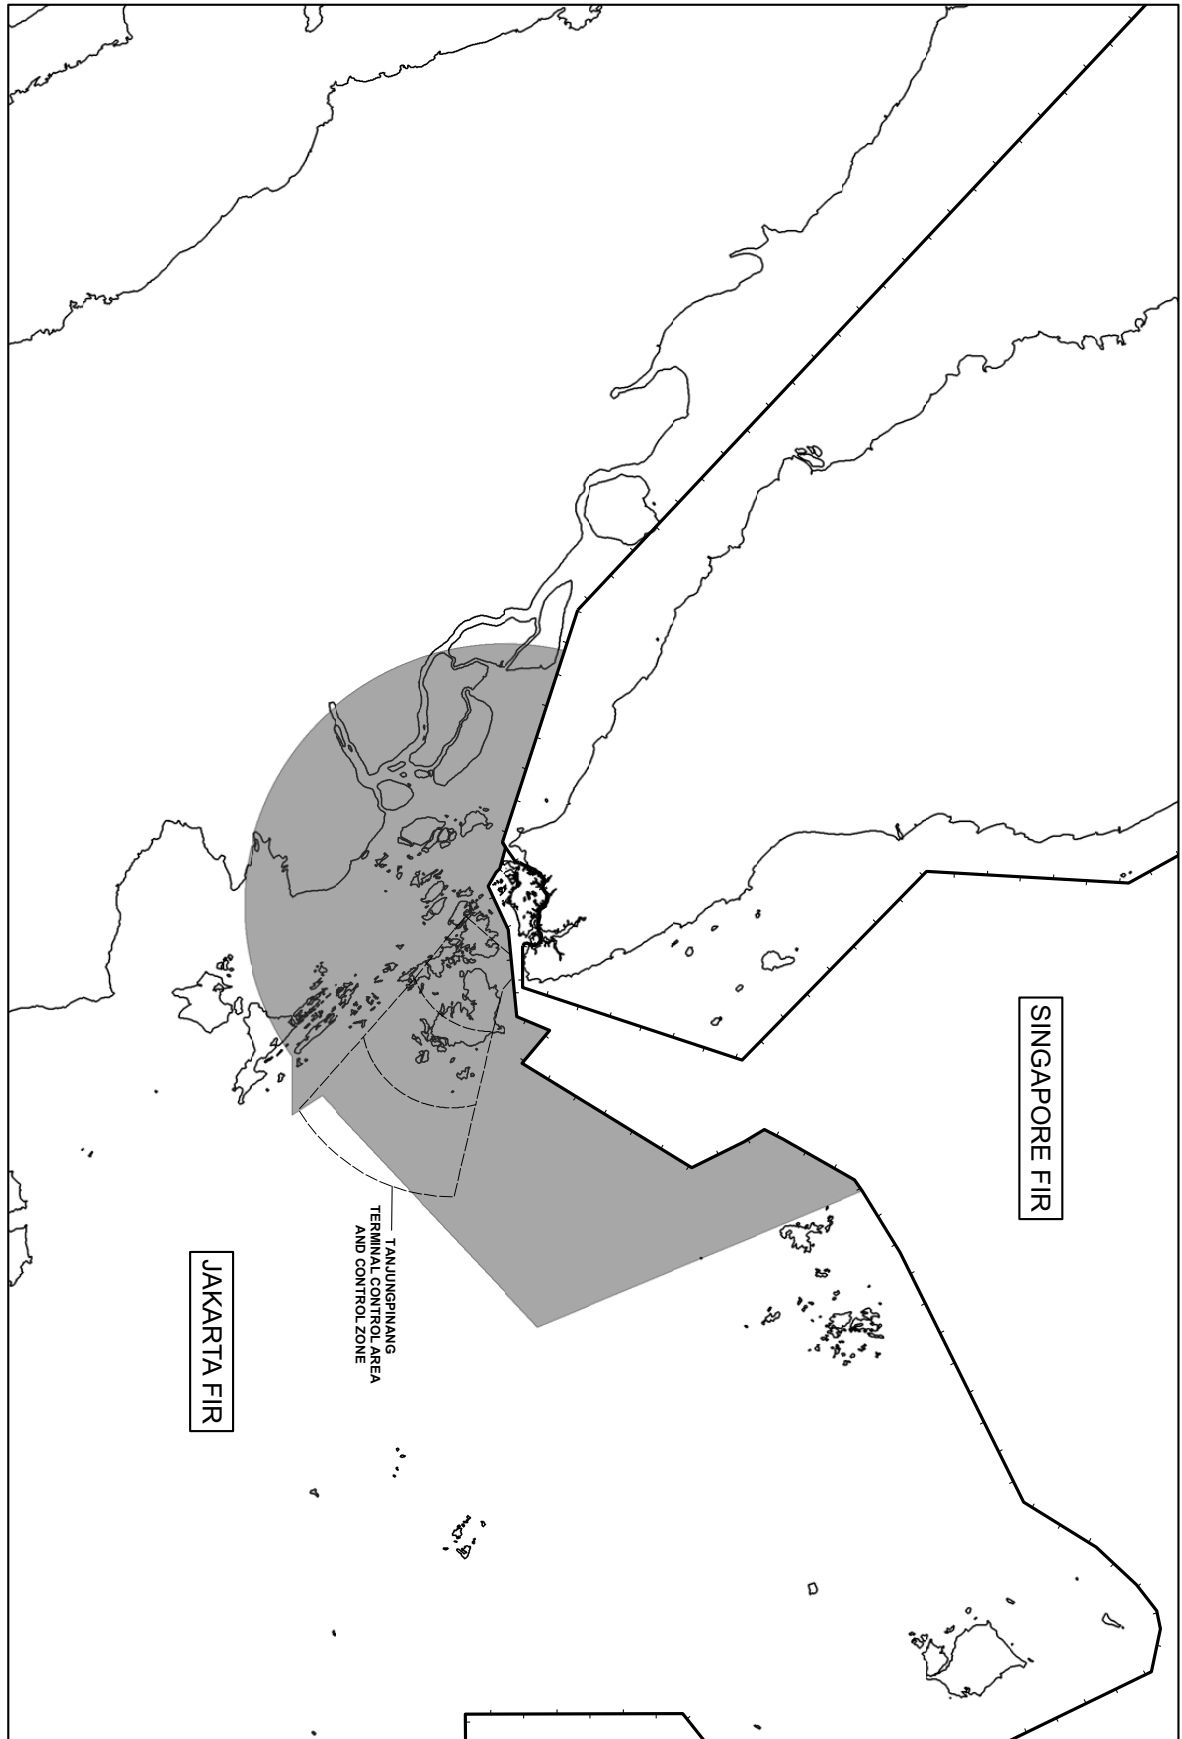 SINGAPORE FIR
TANJUNGPINANG
TERMINAL CONTROL AREA
AND CONTROL ZONE
JAKARTA FIR